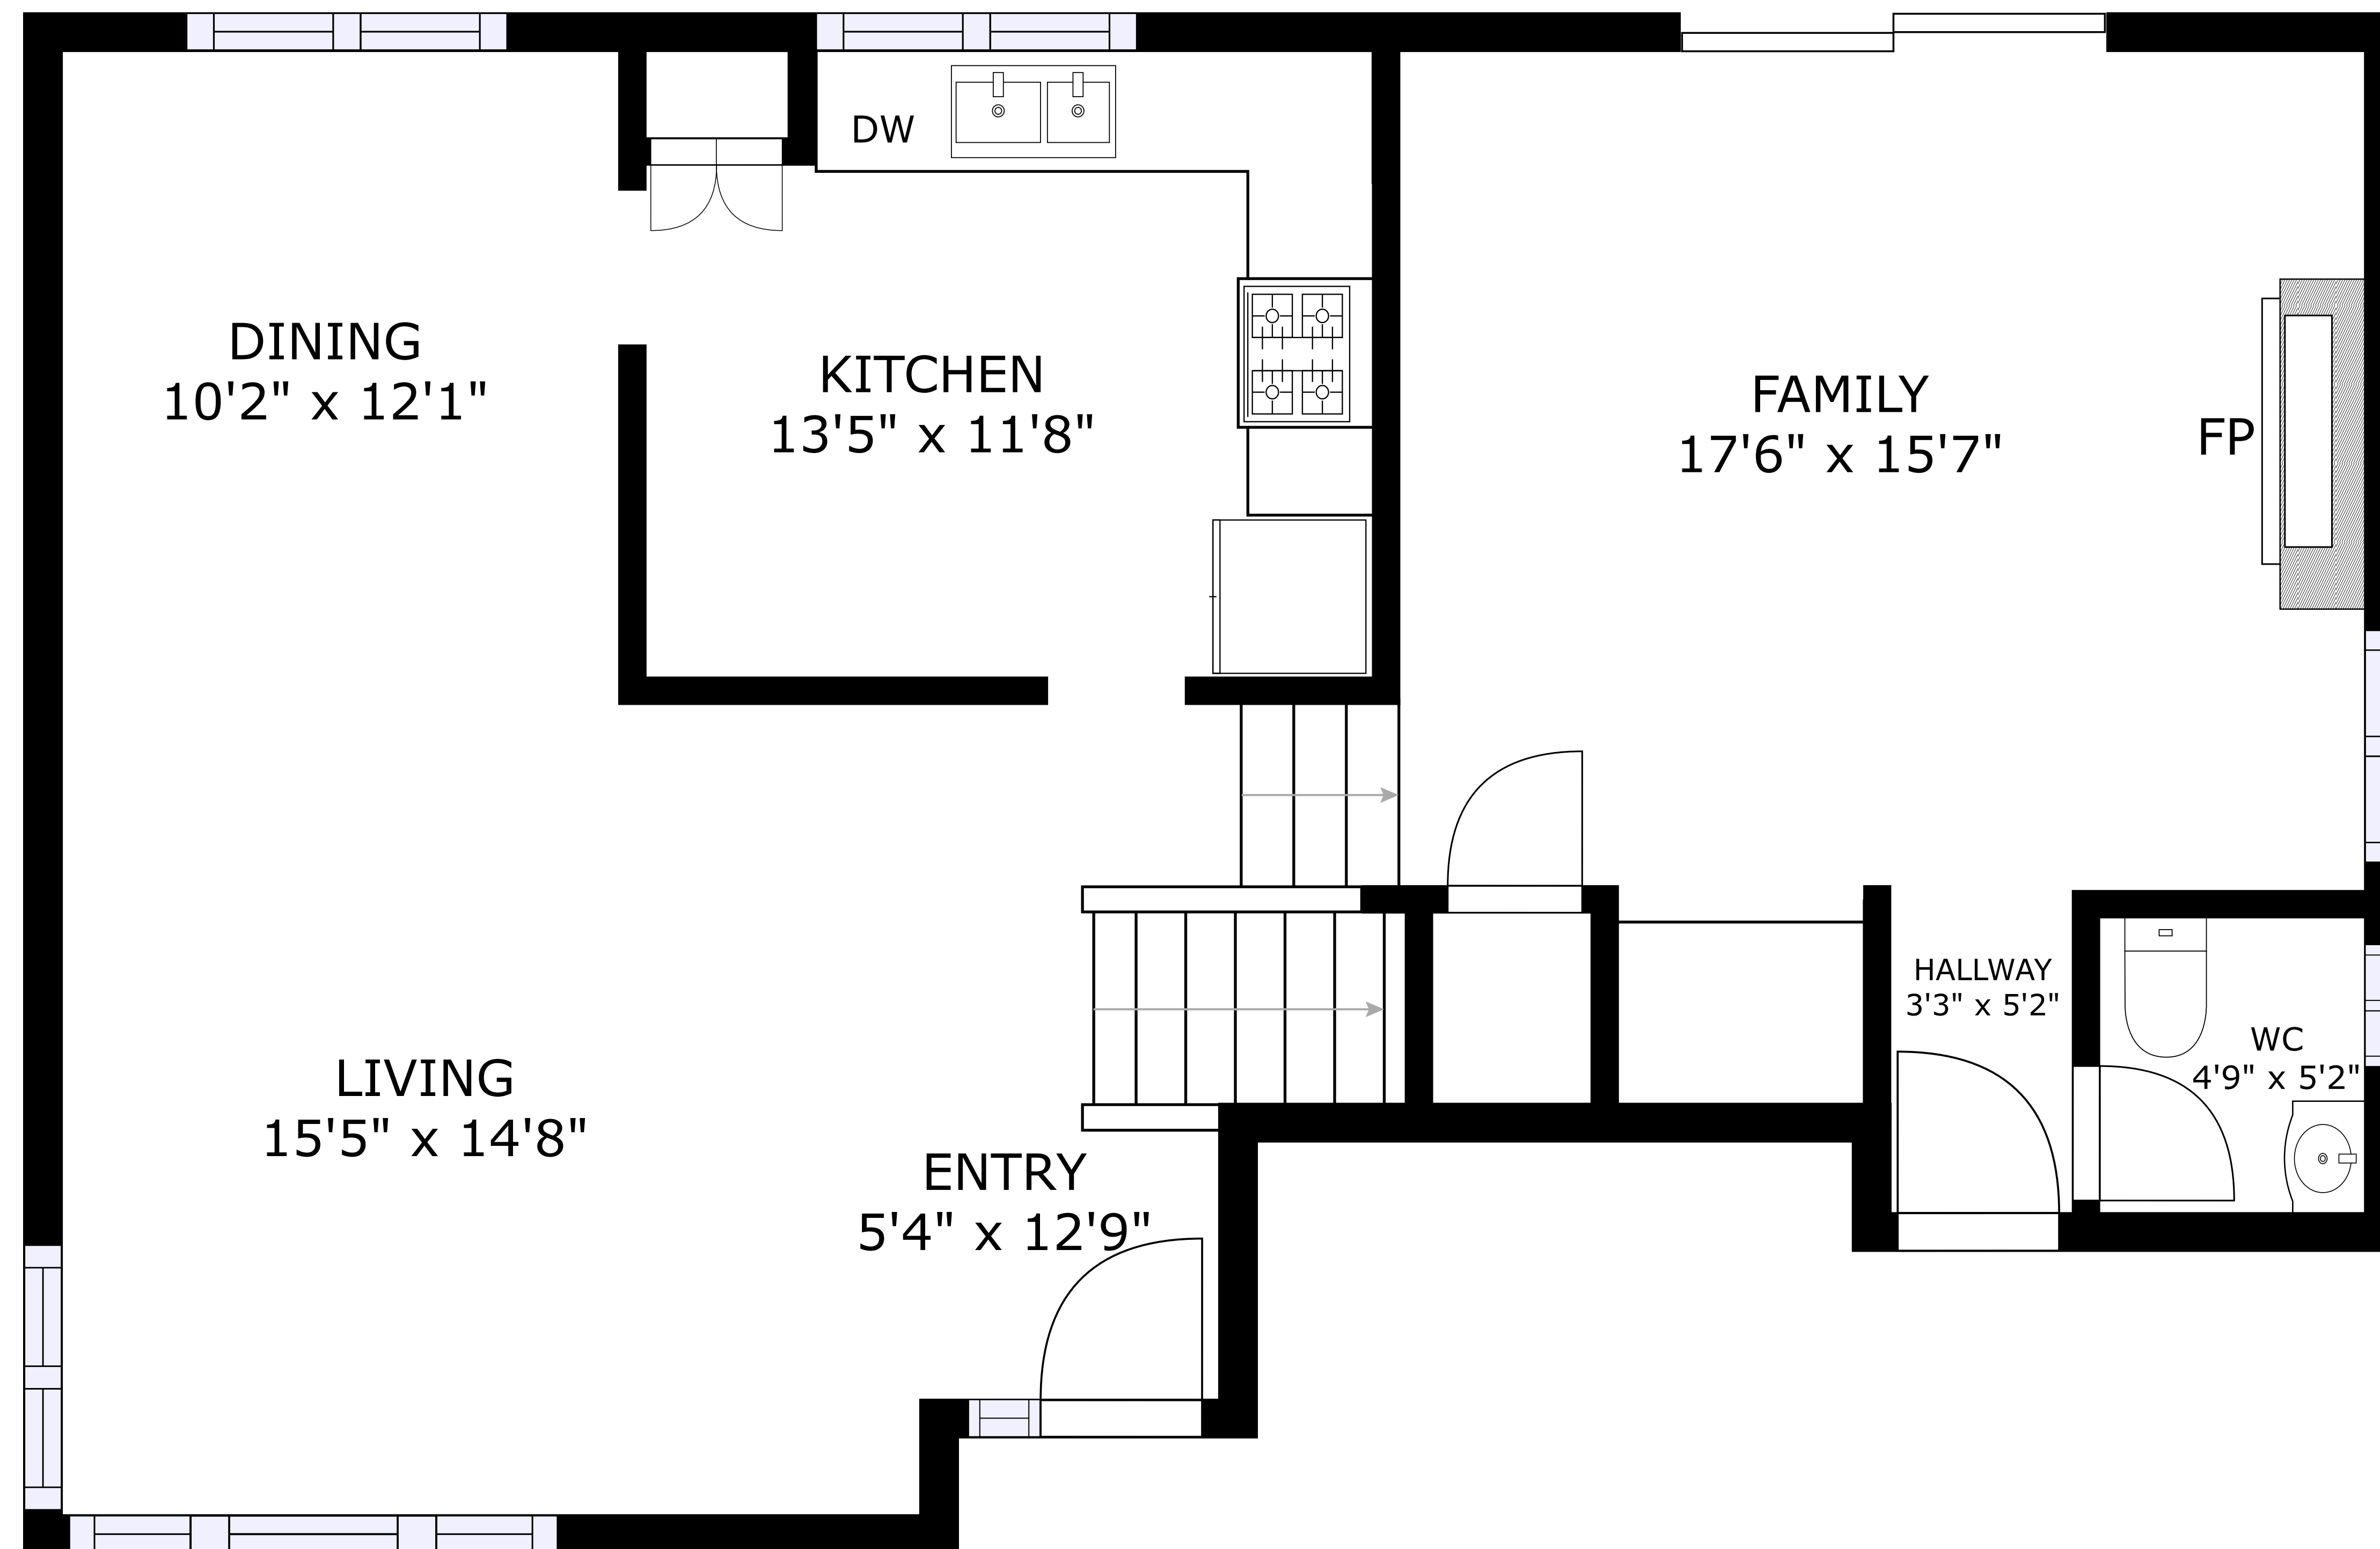 DW
DINING
10'2" x 12'1"
KITCHEN
13'5" x 11'8"
FAMILY
17'6" x 15'7"
FP
HALLWAY
3'3" x 5'2"
WC
4'9" x 5'2"
LIVING
15'5" x 14'8"
ENTRY
5'4" x 12'9"